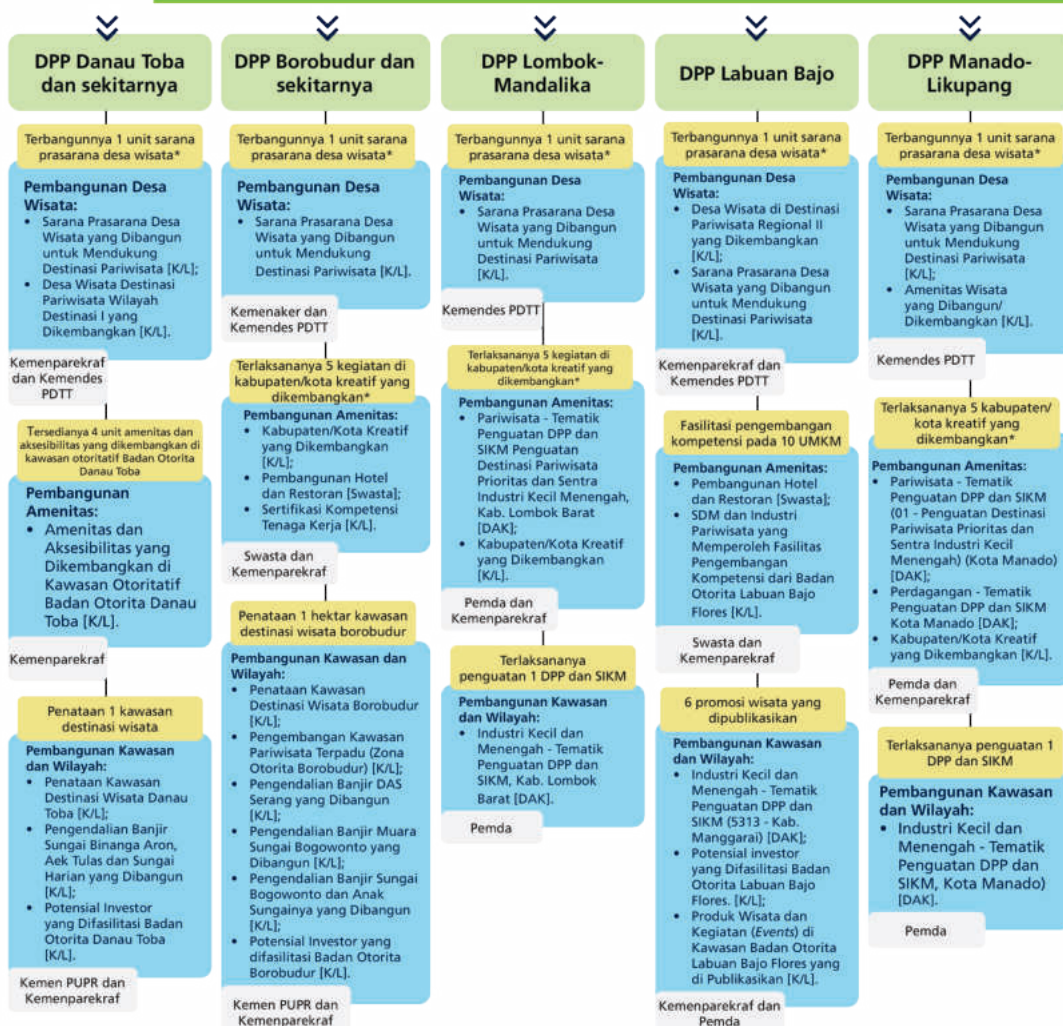 DPP Danau Toba
dan sekitarnya
Terbangunnya 1 unit sarana
prasarana desa wisata*
Pembangunan Desa
Wisata:
• Sarana Prasarana Desa
Wisata yang Dibangun
untuk Mendukung
Destinasi Pariwisata [K/L];
• Desa Wisata Destinasi
Pariwisata Wilayah
Destinasi I yang
Dikembangkan [K/L].
Kemenparekraf
dan Kemendes
PDTT
Tersedianya 4 unit amenitas dan
aksesibilitas yang dikembangkan di
kawasan otoritatif Badan Otorita
Danau Toba
Pembangunan
Amenitas:
• Amenitas dan
Aksesibilitas yang
Dikembangkan di
Kawasan Otoritatif
Badan Otorita Danau
Toba [K/L].
Kemenparekraf
Penataan 1 kawasan
destinasi wisata
Pembangunan Kawasan
dan Wilayah:
• Penataan Kawasan
Destinasi Wisata Danau
Toba [K/L];
• Pengendalian Banjir
Sungai Binanga Aron,
Aek Tulas dan Sungai
Harian yang Dibangun
[K/L];
• Potensial Investor
yang Difasilitasi Badan
Otorita Danau Toba
[K/L].
Kemen PUPR dan
Kemenparekraf
DPP Borobudur dan
sekitarnya
Terbangunnya 1 unit sarana
prasarana desa wisata*
Pembangunan Desa
Wisata:
• Sarana Prasarana Desa
Wisata yang Dibangun
untuk Mendukung
Destinasi Pariwisata [K/L].
Kemenaker dan
Kemendes PDTT
Terlaksananya 5 kegiatan di
kabupaten/kota kreatif yang
dikembangkan*
Pembangunan Amenitas:
• Kabupaten/Kota Kreatif
yang Dikembangkan
[K/L];
• Pembangunan Hotel
dan Restoran [Swasta];
• Sertifikasi Kompetensi
Tenaga Kerja [K/L].
Swasta dan
Kemenparekraf
Penataan 1 hektar kawasan
destinasi wisata borobudur
Pembangunan Kawasan dan
Wilayah:
• Penataan Kawasan
Destinasi Wisata Borobudur
[K/L];
• Pengembangan Kawasan
Pariwisata Terpadu (Zona
Otorita Borobudur) [K/L];
• Pengendalian Banjir DAS
Serang yang Dibangun
[K/L];
• Pengendalian Banjir Muara
Sungai Bogowonto yang
Dibangun [K/L];
• Pengendalian Banjir Sungai
Bogowonto dan Anak
Sungainya yang Dibangun
[K/L];
• Potensial Investor yang
difasilitasi Badan Otorita
Borobudur [K/L].
Kemen PUPR dan
Kemenparekraf
DPP Lombok-
Mandalika
Terbangunnya 1 unit sarana
prasarana desa wisata*
Pembangunan Desa
Wisata:
• Sarana Prasarana Desa
Wisata yang Dibangun
untuk Mendukung
Destinasi Pariwisata
[K/L].
Kemendes PDTT
Terlaksananya 5 kegiatan di
kabupaten/kota kreatif yang
dikembangkan*
Pembangunan Amenitas:
• Pariwisata - Tematik
Penguatan DPP dan
SIKM Penguatan
Destinasi Pariwisata
Prioritas dan Sentra
Industri Kecil Menengah,
Kab. Lombok Barat
[DAK];
• Kabupaten/Kota Kreatif
yang Dikembangkan
[K/L].
Pemda dan
Kemenparekraf
Terlaksananya
penguatan 1 DPP dan SIKM
Pembangunan Kawasan
dan Wilayah:
• Industri Kecil dan
Menengah - Tematik
Penguatan DPP dan
SIKM, Kab. Lombok
Barat [DAK].
Pemda
DPP Labuan Bajo
Terbangunnya 1 unit sarana
prasarana desa wisata*
Pembangunan Desa
Wisata:
• Desa Wisata di Destinasi
Pariwisata Regional II
yang Dikembangkan
[K/L];
• Sarana Prasarana Desa
Wisata yang Dibangun
untuk Mendukung
Destinasi Pariwisata
[K/L].
Kemenparekraf dan
Kemendes PDTT
Fasilitasi pengembangan
kompetensi pada 10 UMKM
Pembangunan Amenitas:
• Pembangunan Hotel
dan Restoran [Swasta];
• SDM dan Industri
Pariwisata yang
Memperoleh Fasilitas
Pengembangan
Kompetensi dari Badan
Otorita Labuan Bajo
Flores [K/L].
Swasta dan
Kemenparekraf
6 promosi wisata yang
dipublikasikan
Pembangunan Kawasan
dan Wilayah:
• Industri Kecil dan
Menengah - Tematik
Penguatan DPP dan
SIKM (5313 - Kab.
Manggarai) [DAK];
• Potensial investor
yang Difasilitasi Badan
Otorita Labuan Bajo
Flores. [K/L];
• Produk Wisata dan
Kegiatan (Events) di
Kawasan Badan Otorita
Labuan Bajo Flores yang
di Publikasikan [K/L].
Kemenparekraf dan
Pemda
DPP Manado-
Likupang
Terbangunnya 1 unit sarana
prasarana desa wisata*
Pembangunan Desa
Wisata:
• Sarana Prasarana Desa
Wisata yang Dibangun
untuk Mendukung
Destinasi Pariwisata
[K/L];
• Amenitas Wisata
yang Dibangun/
Dikembangkan [K/L].
Kemendes PDTT
Terlaksananya 5 kabupaten/
kota kreatif yang
dikembangkan*
Pembangunan Amenitas:
• Pariwisata - Tematik
Penguatan DPP dan SIKM
(01 - Penguatan Destinasi
Pariwisata Prioritas dan
Sentra Industri Kecil
Menengah) (Kota Manado)
[DAK];
• Perdagangan - Tematik
Penguatan DPP dan SIKM
Kota Manado [DAK];
• Kabupaten/Kota Kreatif
yang Dikembangkan [K/L].
Pemda dan
Kemenparekraf
Terlaksananya penguatan 1
DPP dan SIKM
Pembangunan Kawasan
dan Wilayah:
• Industri Kecil dan
Menengah - Tematik
Penguatan DPP dan
SIKM, Kota Manado)
[DAK].
Pemda